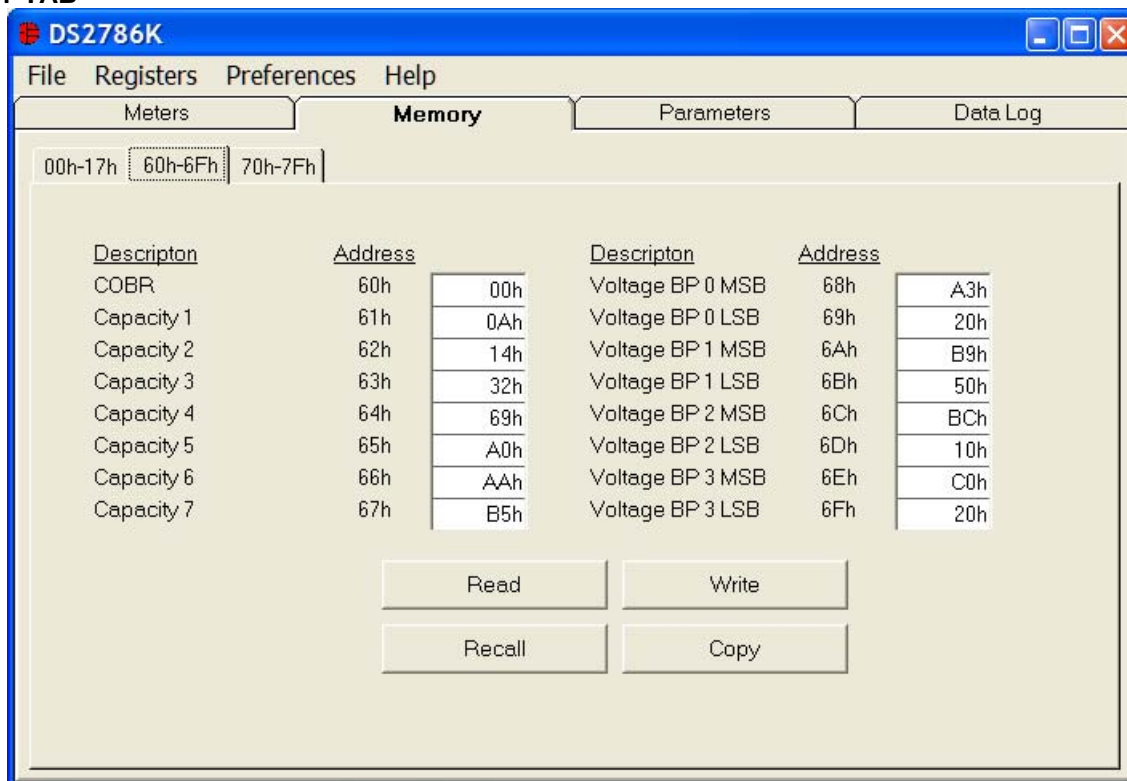 DS2786K
File Registers Preferences Help
Meters Memory Parameters Data Log
00h-17h 60h-6Fh 70h-7Fh
Descripton Address Descripton Address
COBR 60h 00h Voltage BP 0 MSB 68h A3h
Capacity 1 61h 0Ah Voltage BP 0 LSB 69h 20h
Capacity 2 62h 14h Voltage BP 1 MSB 6Ah B9h
Capacity 3 63h 32h Voltage BP 1 LSB 6Bh 50h
Capacity 4 64h 69h Voltage BP 2 MSB 6Ch BCh
Capacity 5 65h A0h Voltage BP 2 LSB 6Dh 10h
Capacity 6 66h AAh Voltage BP 3 MSB 6Eh C0h
Capacity 7 67h B5h Voltage BP 3 LSB 6Fh 20h
Read Write
Recall Copy